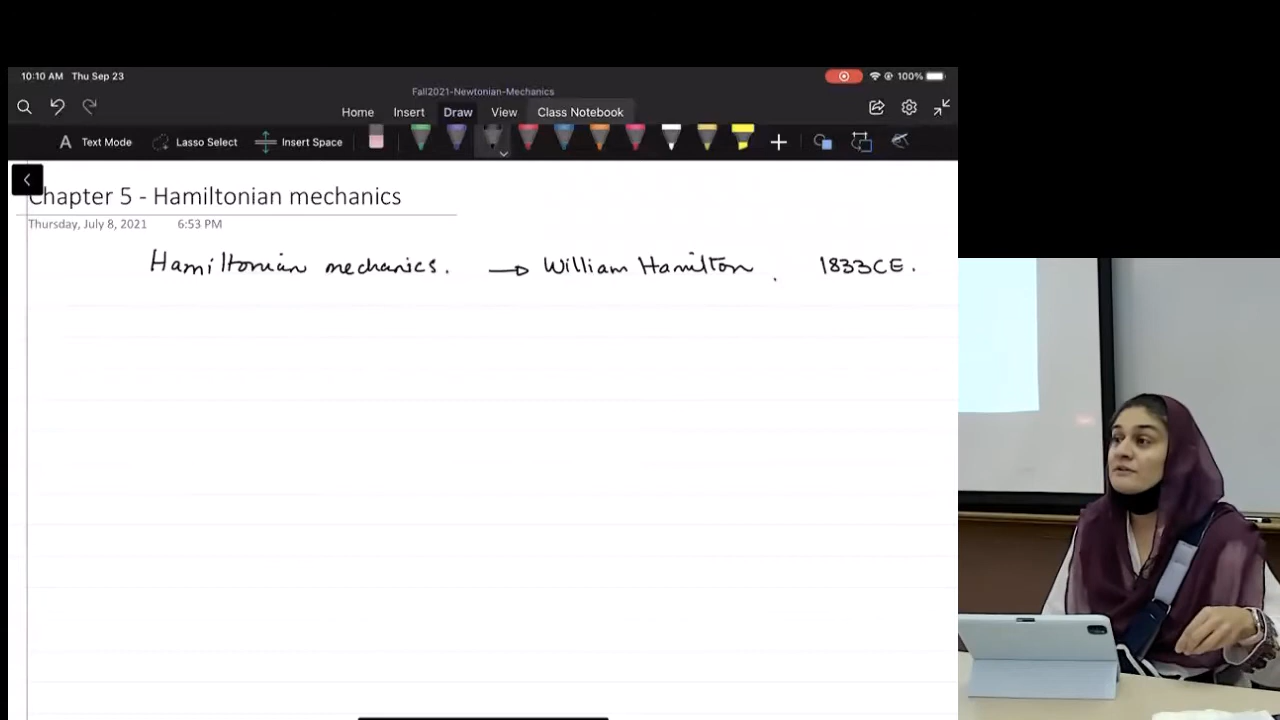 10:10 AM Thu Sep 23 100%
Fall2021-Newtonian-Mechanics
Home Insert Draw View Class Notebook
A Text Mode Lasso Select Insert Space
Chapter 5 - Hamiltonian mechanics
Thursday, July 8, 2021 6:53 PM
Hamiltonian mechanics. → William Hamilton. 1833CE.